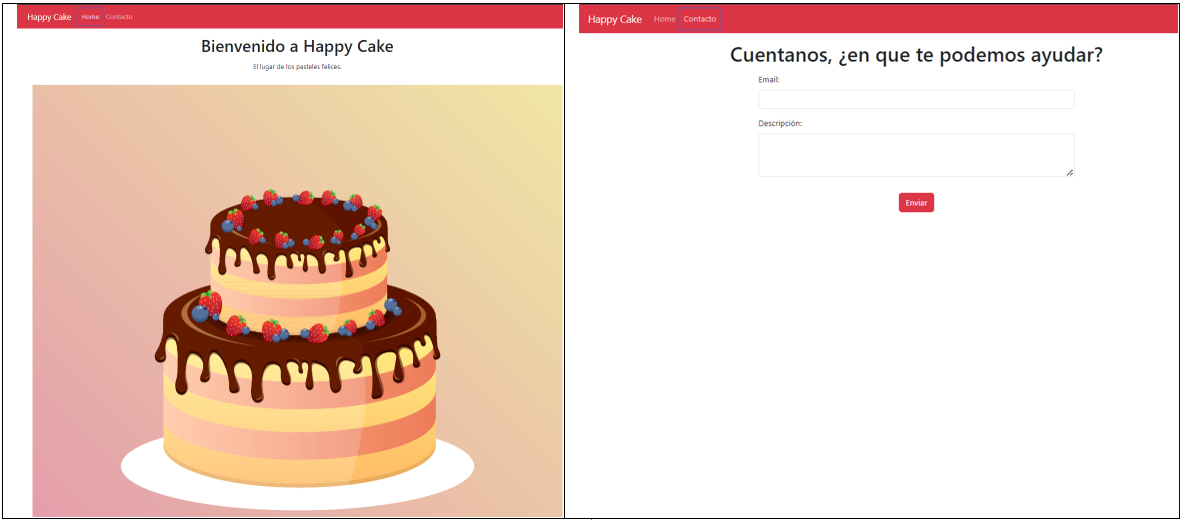 Happy Cake Home Contacto
Bienvenido a Happy Cake
El lugar de los pasteles felices.
Happy Cake Home Contacto
Cuentanos, ¿en que te podemos ayudar?
Email:
Descripción:
Enviar